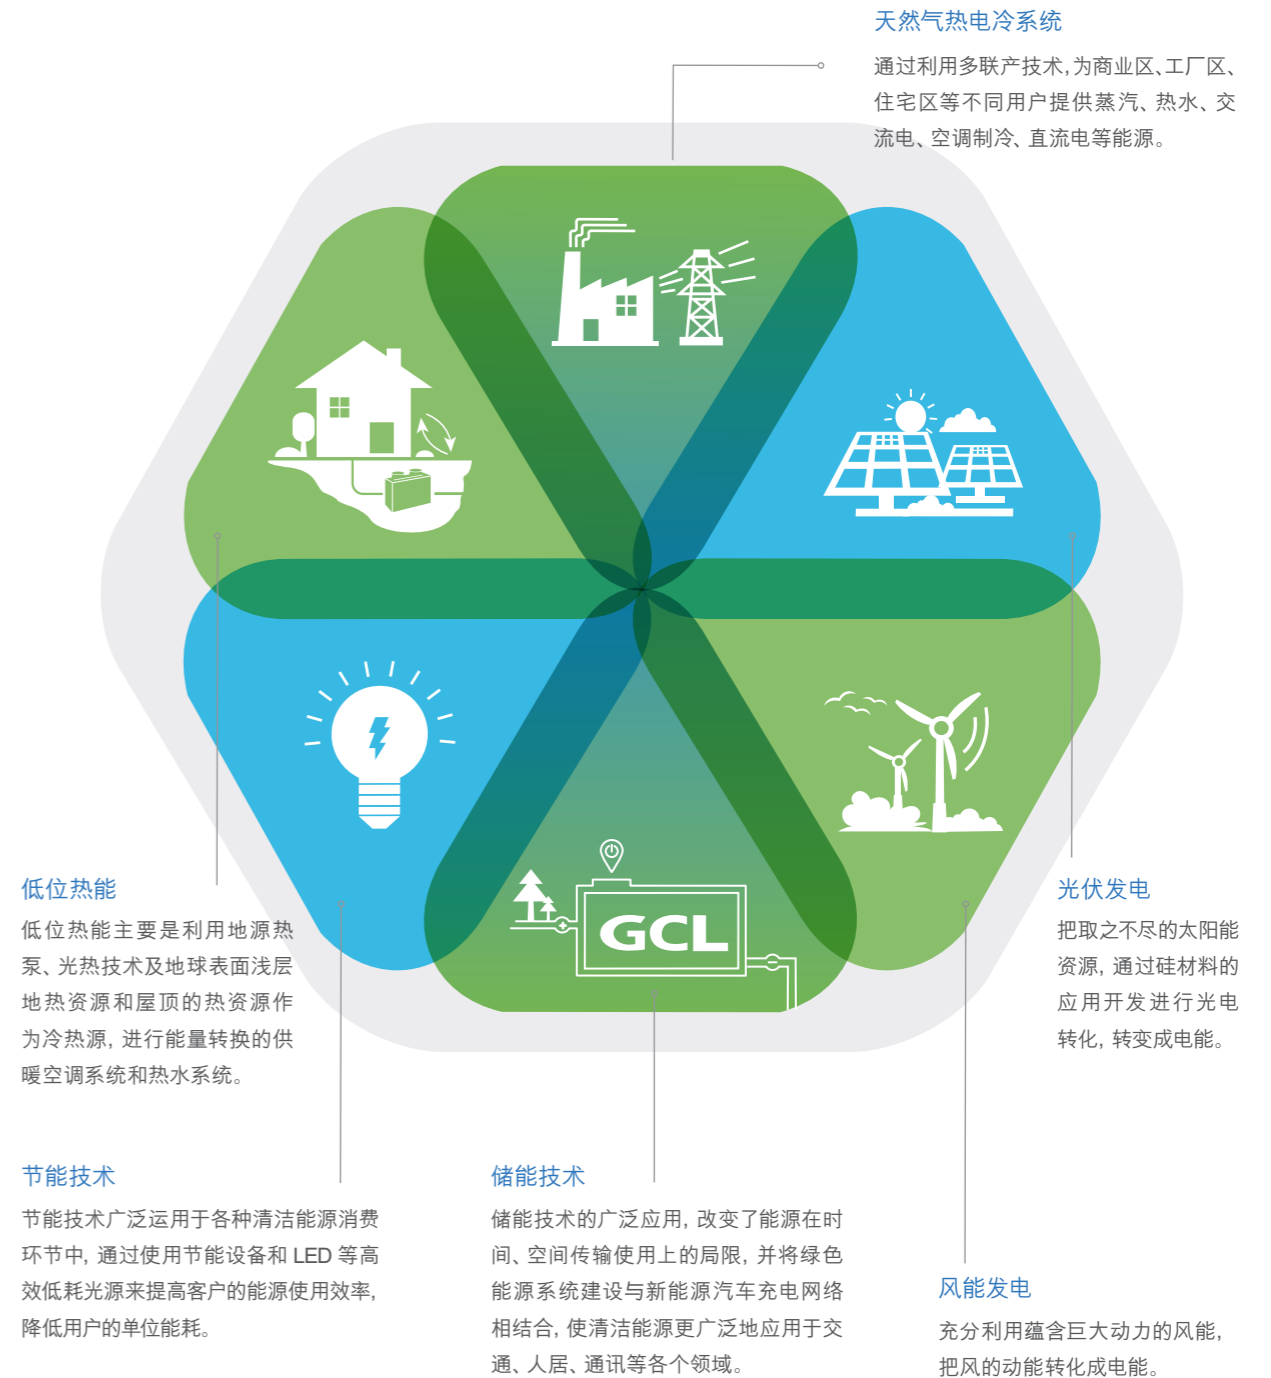 天然气热电冷系统
通过利用多联产技术,为商业区、工厂区、
住宅区等不同用户提供蒸汽、热水、交
流电、空调制冷、直流电等能源。
GCL
低位热能
低位热能主要是利用地源热
泵、光热技术及地球表面浅层
地热资源和屋顶的热资源作
为冷热源, 进行能量转换的供
暖空调系统和热水系统。
光伏发电
把取之不尽的太阳能
资源, 通过硅材料的
应用开发进行光电
转化, 转变成电能。
节能技术
节能技术广泛运用于各种清洁能源消费
环节中, 通过使用节能设备和 LED 等高
效低耗光源来提高客户的能源使用效率,
降低用户的单位能耗。
储能技术
储能技术的广泛应用, 改变了能源在时
间、空间传输使用上的局限, 并将绿色
能源系统建设与新能源汽车充电网络
相结合, 使清洁能源更广泛地应用于交
通、人居、通讯等各个领域。
风能发电
充分利用蕴含巨大动力的风能,
把风的动能转化成电能。